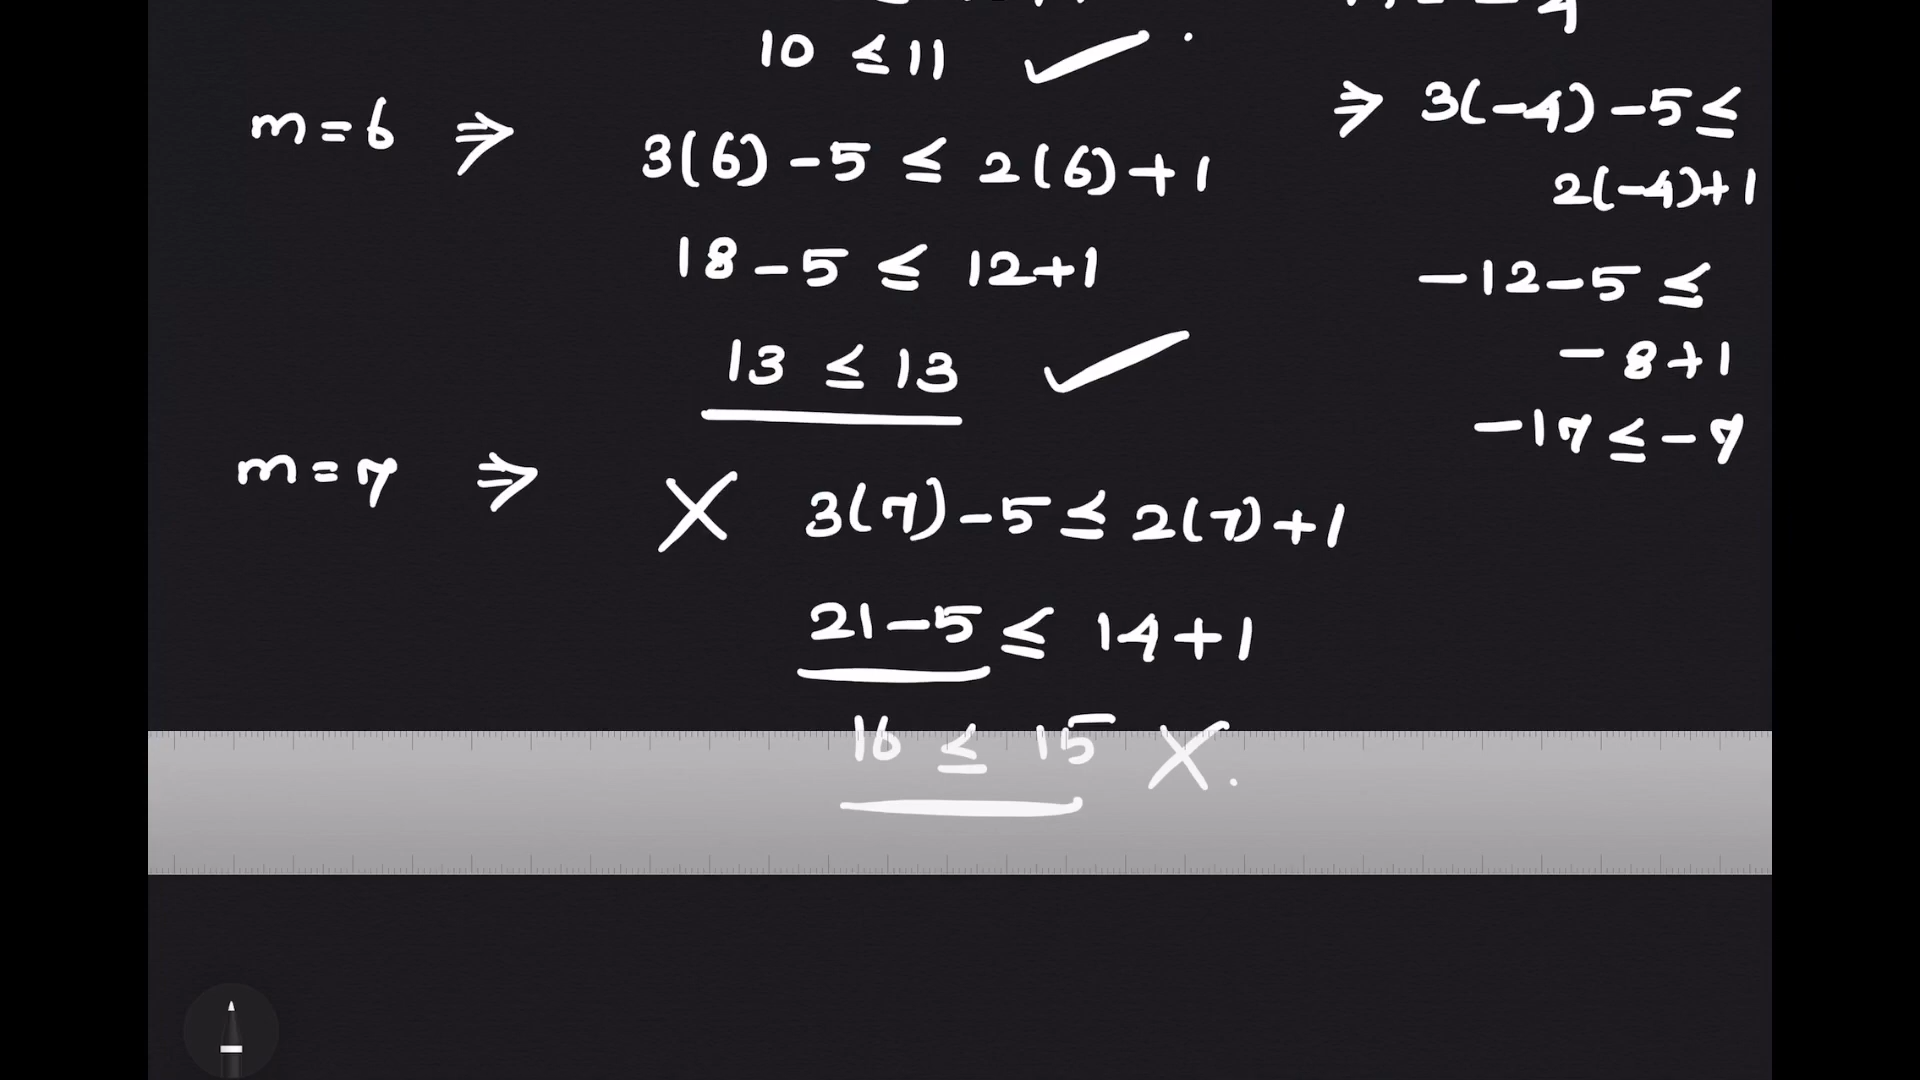 10 ≤ 11 ✓
m = 6 ⇒ 3(6) - 5 ≤ 2(6) + 1
18 - 5 ≤ 12 + 1
13 ≤ 13 ✓
m = 7 ⇒ X 3(7) - 5 ≤ 2(7) + 1
21 - 5 ≤ 14 + 1
16 ≤ 15 X.
⇒ 3(-4) - 5 ≤
2(-4) + 1
-12 - 5 ≤
- 8 + 1
-17 ≤ -7